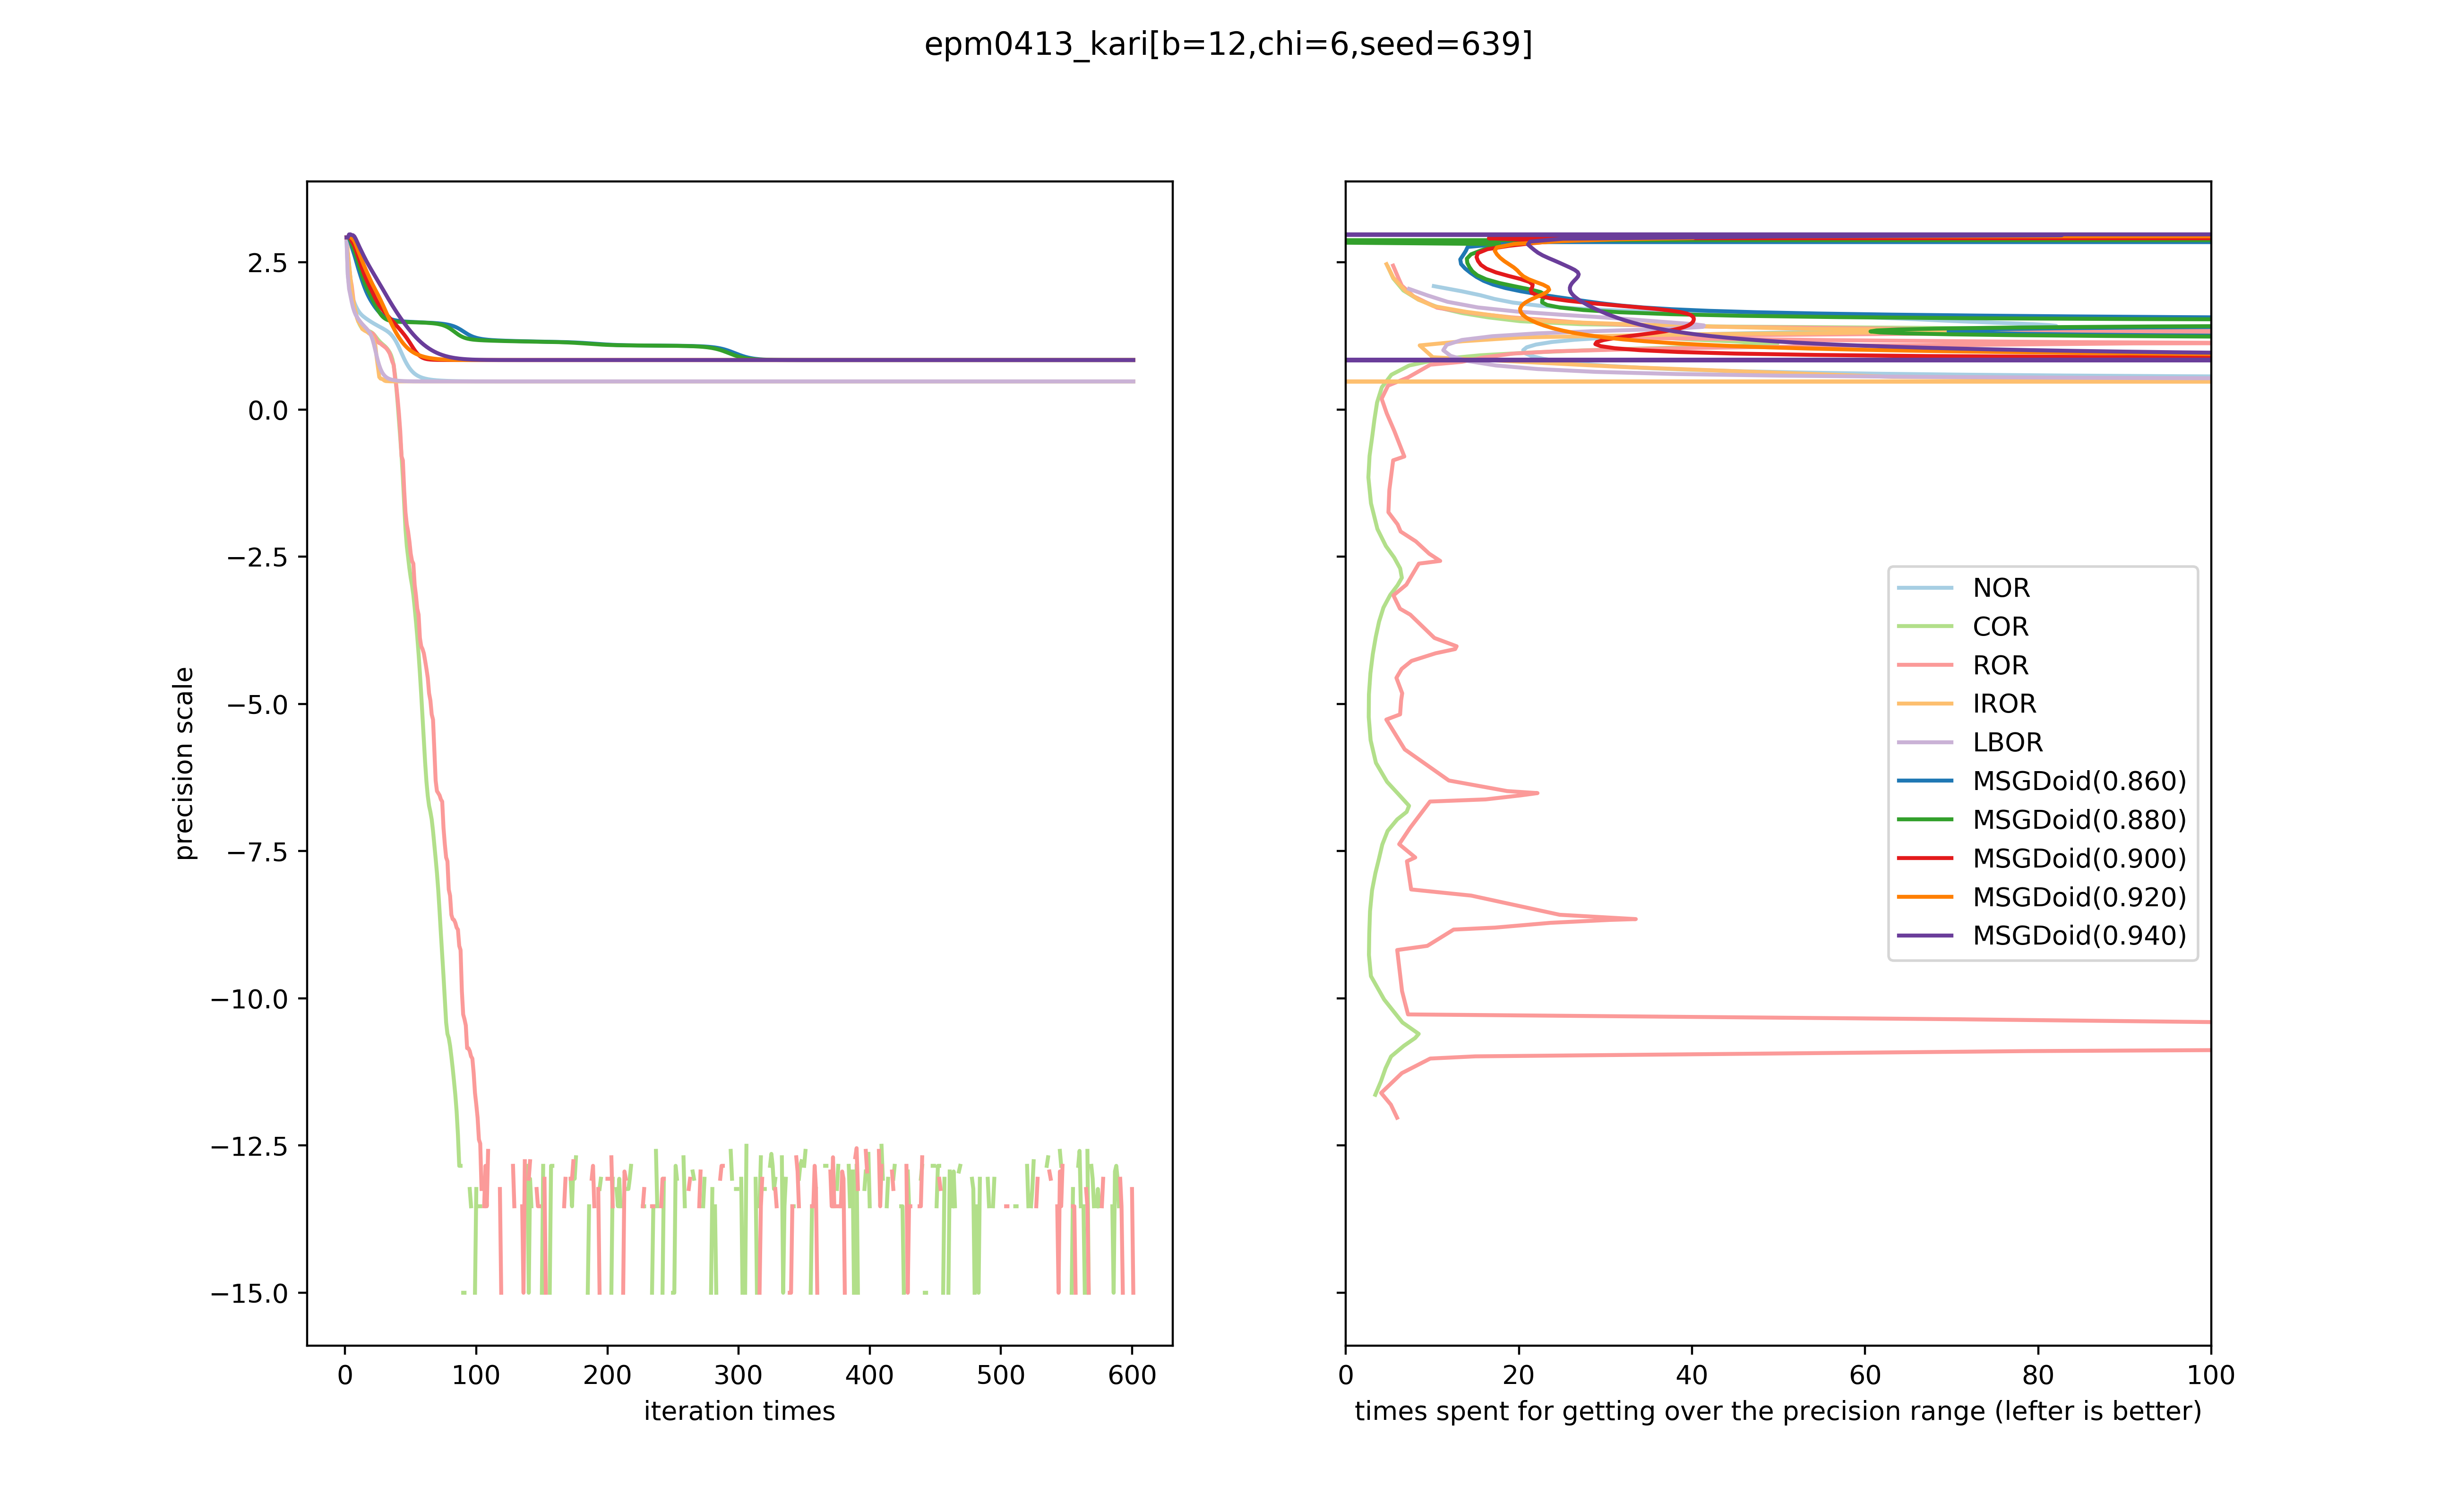 epm0413_kari[b=12,chi=6,seed=639]
precision scale
2.5
0.0
−2.5
−5.0
−7.5
−10.0
−12.5
−15.0
0 100 200 300 400 500 600
iteration times
0 20 40 60 80 100
times spent for getting over the precision range (lefter is better)
NOR
COR
ROR
IROR
LBOR
MSGDoid(0.860)
MSGDoid(0.880)
MSGDoid(0.900)
MSGDoid(0.920)
MSGDoid(0.940)